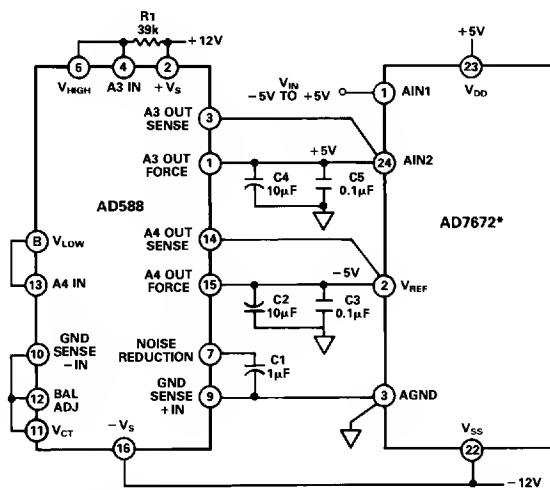 R1
39k
+12V
+5V
6
4
2
23
VHIGH
A3 IN
+VS
VDD
VIN
-5V TO +5V
1
AIN1
A3 OUT
SENSE
3
A3 OUT
FORCE
1
+5V
24
AIN2
C4
10µF
C5
0.1µF
AD588
AD7672*
A4 OUT
SENSE
14
8
VLOW
13
A4 IN
A4 OUT
FORCE
15
-5V
2
VREF
C2
10µF
C3
0.1µF
10
GND
SENSE
-IN
NOISE
REDUCTION
7
C1
1µF
12
BAL
ADJ
GND
SENSE
+IN
9
3
AGND
11
VCT
-VS
16
VSS
22
-12V